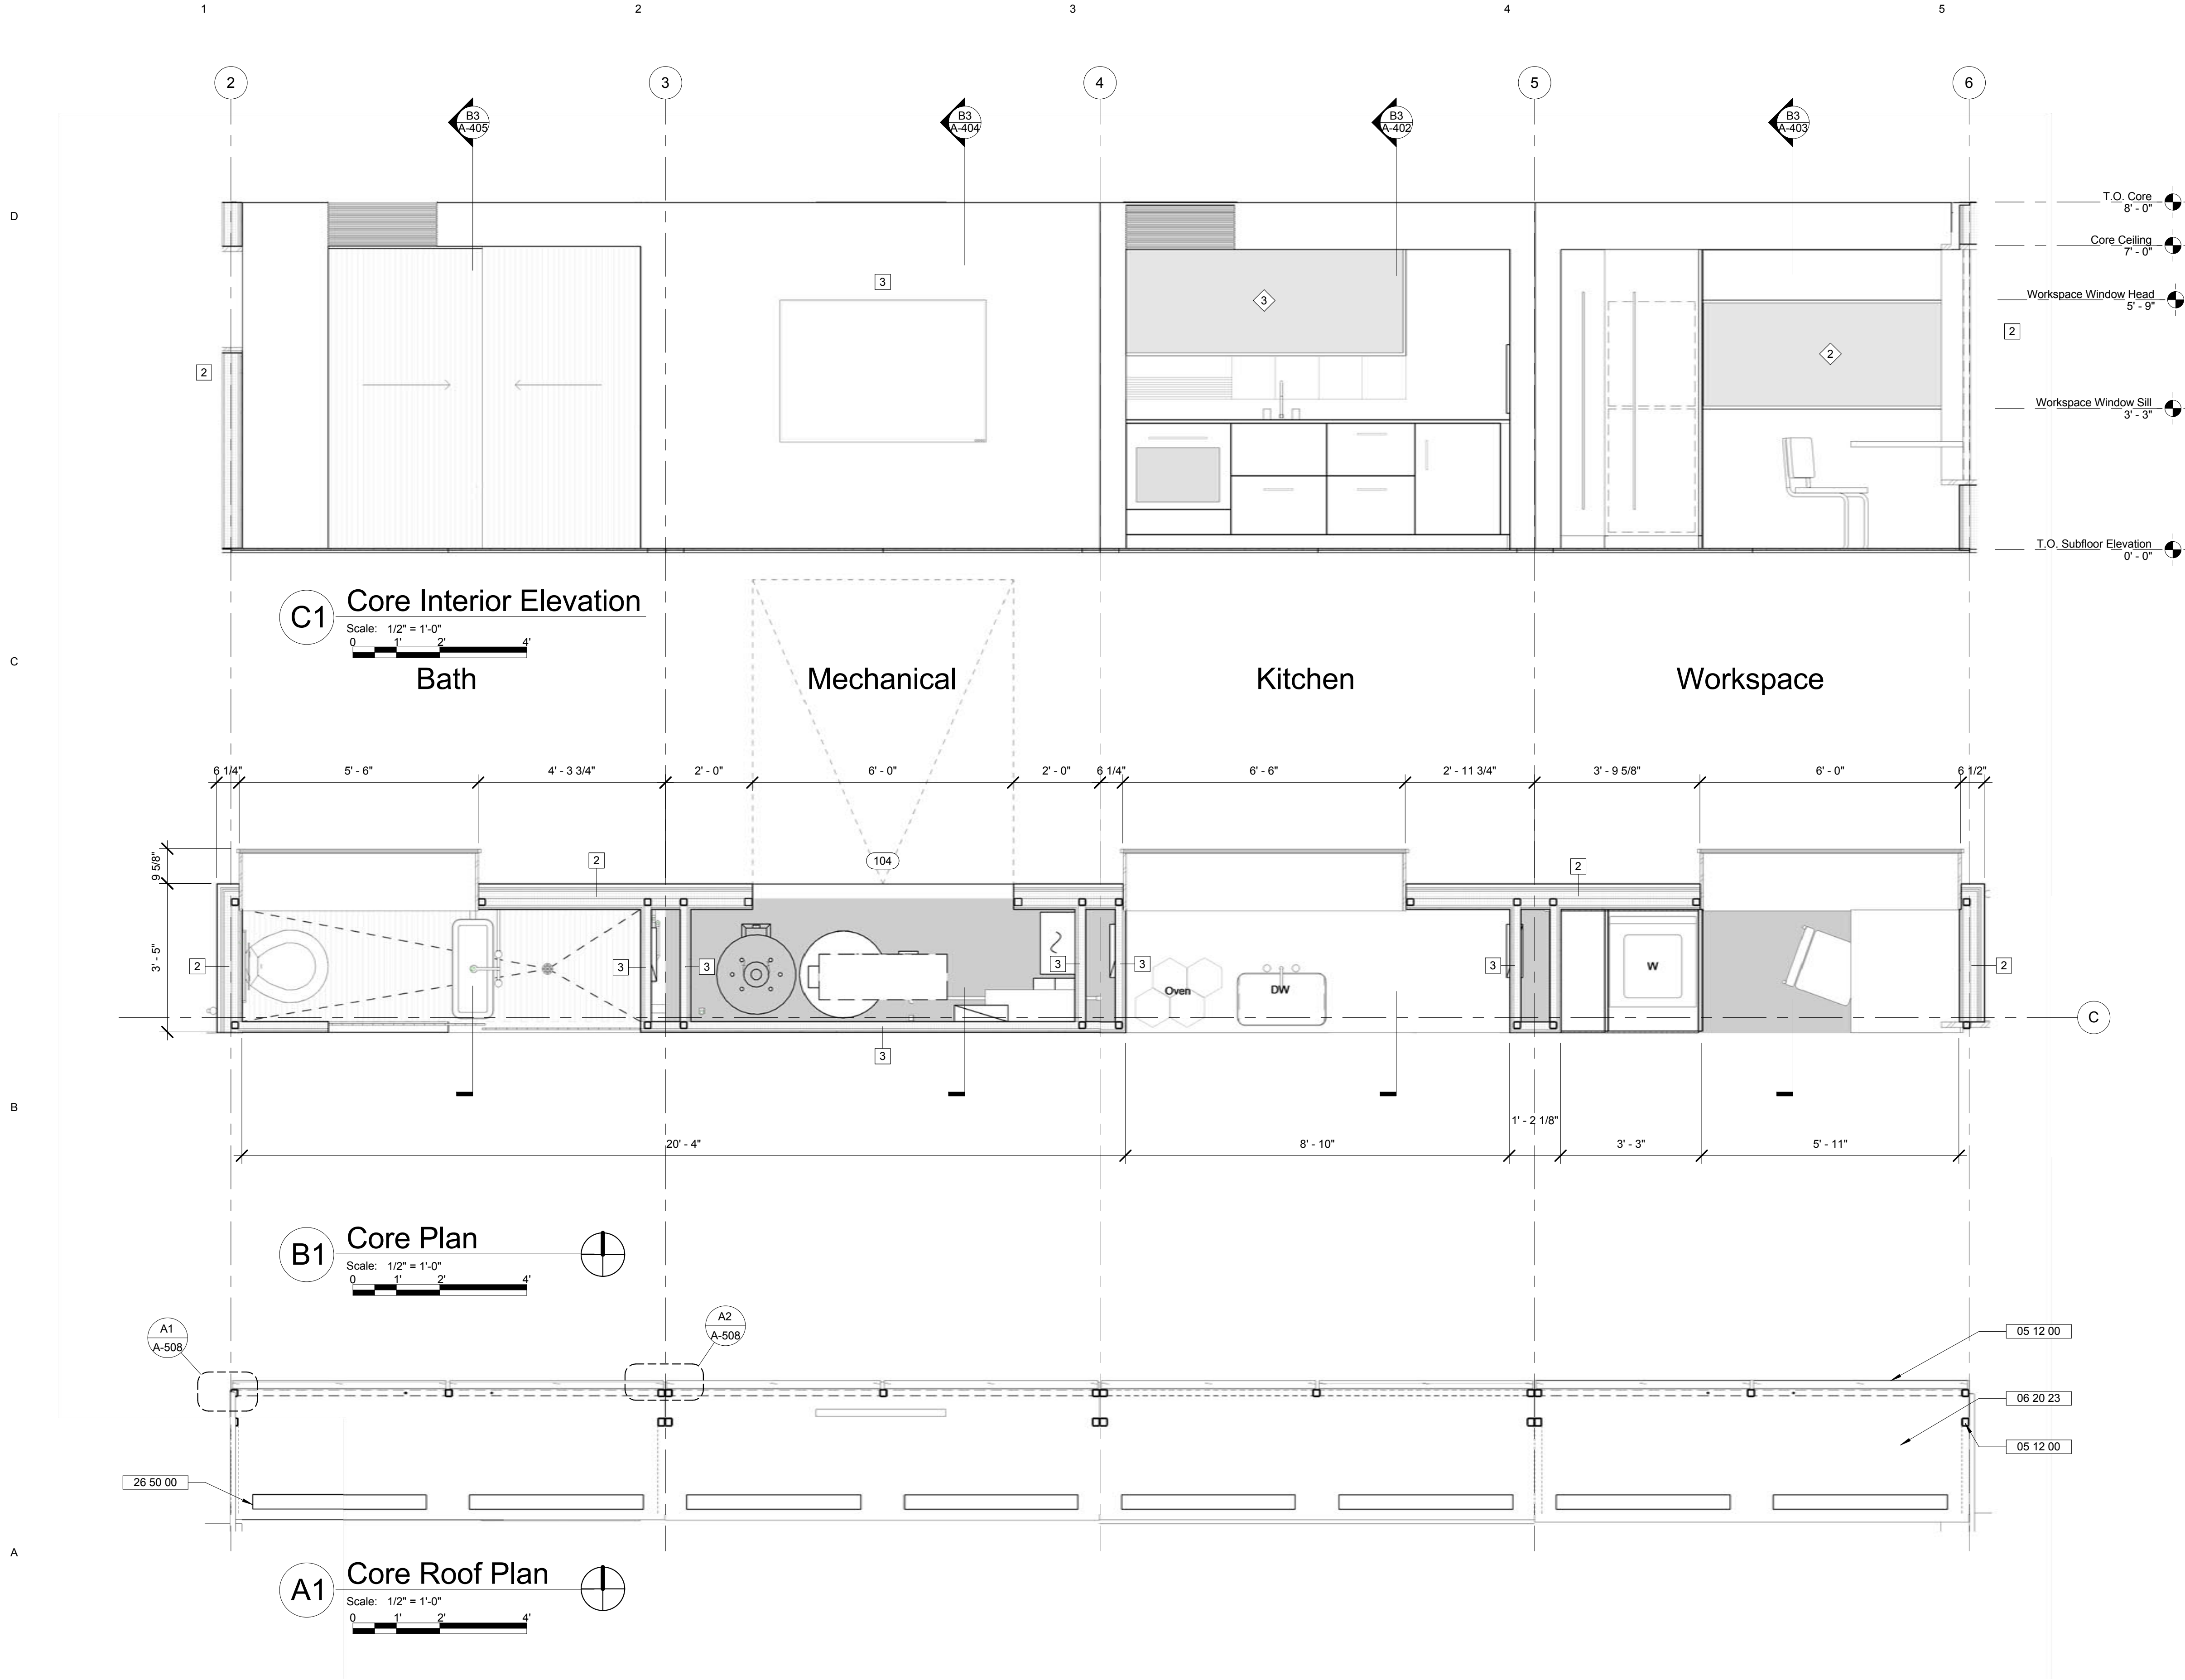 1 2 3 4 5
2 3 4 5 6
B3 B3 B3 B3
A-405 A-404 A-402 A-403
D
T.O. Core
8' - 0"
Core Ceiling
7' - 0"
3
Workspace Window Head
5' - 9"
3
2
2
2
Workspace Window Sill
3' - 3"
T.O. Subfloor Elevation
0' - 0"
C1 Core Interior Elevation
Scale: 1/2" = 1'-0"
0 1' 2' 4'
C
Bath Mechanical Kitchen Workspace
6 1/4" 5' - 6" 4' - 3 3/4" 2' - 0" 6' - 0" 2' - 0" 6 1/4" 6' - 6" 2' - 11 3/4" 3' - 9 5/8" 6' - 0" 6 1/2"
9 5/8"
2 104 2
3' - 5"
2 3 3 3 3 3 W 2
Oven DW
C
3
B
1' - 2 1/8"
20' - 4" 8' - 10" 3' - 3" 5' - 11"
B1 Core Plan
Scale: 1/2" = 1'-0"
0 1' 2' 4'
A1
A-508
A2
A-508
05 12 00
06 20 23
05 12 00
26 50 00
A
A1 Core Roof Plan
Scale: 1/2" = 1'-0"
0 1' 2' 4'